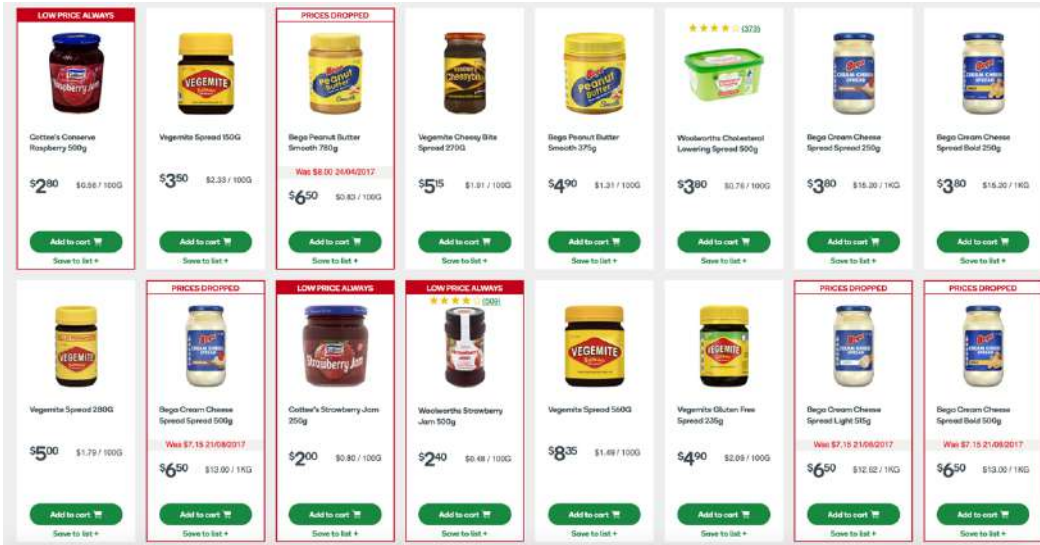 LOW PRICE ALWAYS
PRICES DROPPED
(373)
VEGEMITE
Peanut
Butter
Peanut
Butter
Cottee's Conserve
Raspberry 500g
Vegemite Spread 150G
Bega Peanut Butter
Smooth 780g
Vegemite Cheesy Bite
Spread 270G
Bega Peanut Butter
Smooth 375g
Woolworths Cholesterol
Lowering Spread 500g
Bega Cream Cheese
Spread Spread 250g
Bega Cream Cheese
Spread Bold 250g
Was $8.00 24/04/2017
$2.80 $0.56 / 100G
$3.50 $2.33 / 100G
$6.50 $0.83 / 100G
$5.15 $1.91 / 100G
$4.90 $1.31 / 100G
$3.80 $0.76 / 100G
$3.80 $15.20 / 1KG
$3.80 $15.20 / 1KG
Add to cart Add to cart Add to cart Add to cart Add to cart Add to cart Add to cart Add to cart
Save to list + Save to list + Save to list + Save to list + Save to list + Save to list + Save to list + Save to list +
PRICES DROPPED
LOW PRICE ALWAYS
LOW PRICE ALWAYS
PRICES DROPPED
PRICES DROPPED
(509)
VEGEMITE
Strawberry Jam
VEGEMITE
VEGEMITE
Vegemite Spread 280G
Bega Cream Cheese
Spread Spread 500g
Cottee's Strawberry Jam
250g
Woolworths Strawberry
Jam 500g
Vegemite Spread 560G
Vegemite Gluten Free
Spread 235g
Bega Cream Cheese
Spread Light 515g
Bega Cream Cheese
Spread Bold 500g
Was $7.15 21/08/2017
Was $7.15 21/08/2017
Was $7.15 21/08/2017
$5.00 $1.79 / 100G
$6.50 $13.00 / 1KG
$2.00 $0.80 / 100G
$2.40 $0.48 / 100G
$8.35 $1.49 / 100G
$4.90 $2.09 / 100G
$6.50 $12.62 / 1KG
$6.50 $13.00 / 1KG
Add to cart Add to cart Add to cart Add to cart Add to cart Add to cart Add to cart Add to cart
Save to list + Save to list + Save to list + Save to list + Save to list + Save to list + Save to list + Save to list +